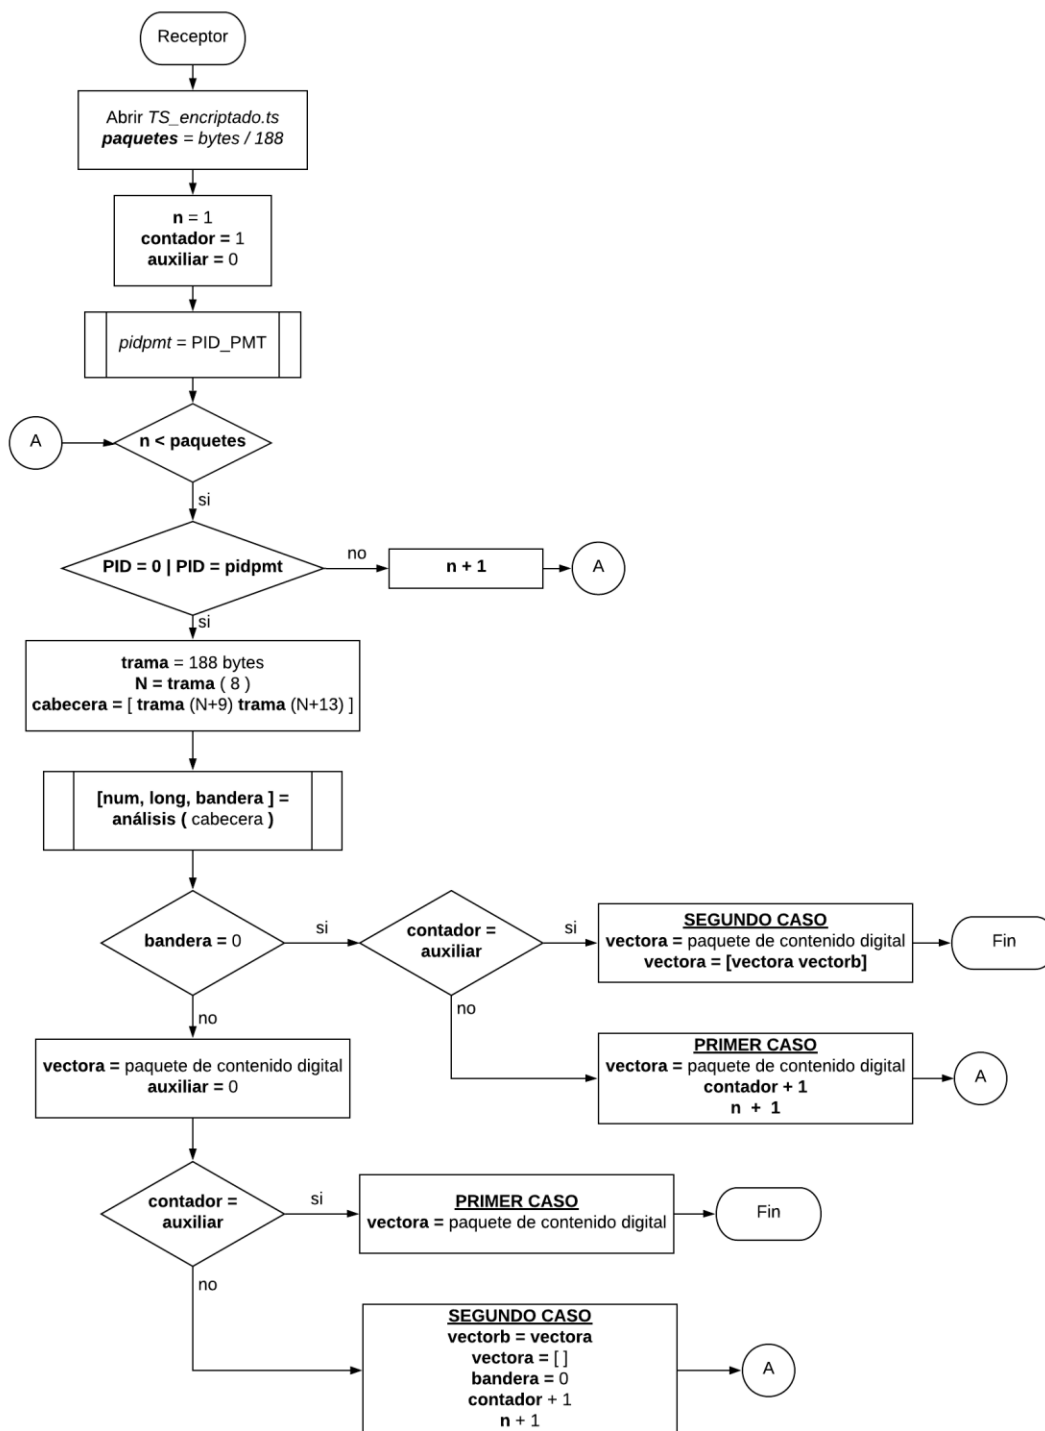 Receptor
Abrir TS_encriptado.ts
paquetes = bytes / 188
n = 1
contador = 1
auxiliar = 0
pidpmt = PID_PMT
A
n < paquetes
si
PID = 0 | PID = pidpmt
no
n + 1
A
si
trama = 188 bytes
N = trama ( 8 )
cabecera = [ trama (N+9) trama (N+13) ]
[num, long, bandera ] =
análisis ( cabecera )
bandera = 0
si
contador =
auxiliar
si
SEGUNDO CASO
vectora = paquete de contenido digital
vectora = [vectora vectorb]
Fin
no
no
PRIMER CASO
vectora = paquete de contenido digital
contador + 1
n + 1
A
vectora = paquete de contenido digital
auxiliar = 0
contador =
auxiliar
si
PRIMER CASO
vectora = paquete de contenido digital
Fin
no
SEGUNDO CASO
vectorb = vectora
vectora = [ ]
bandera = 0
contador + 1
n + 1
A